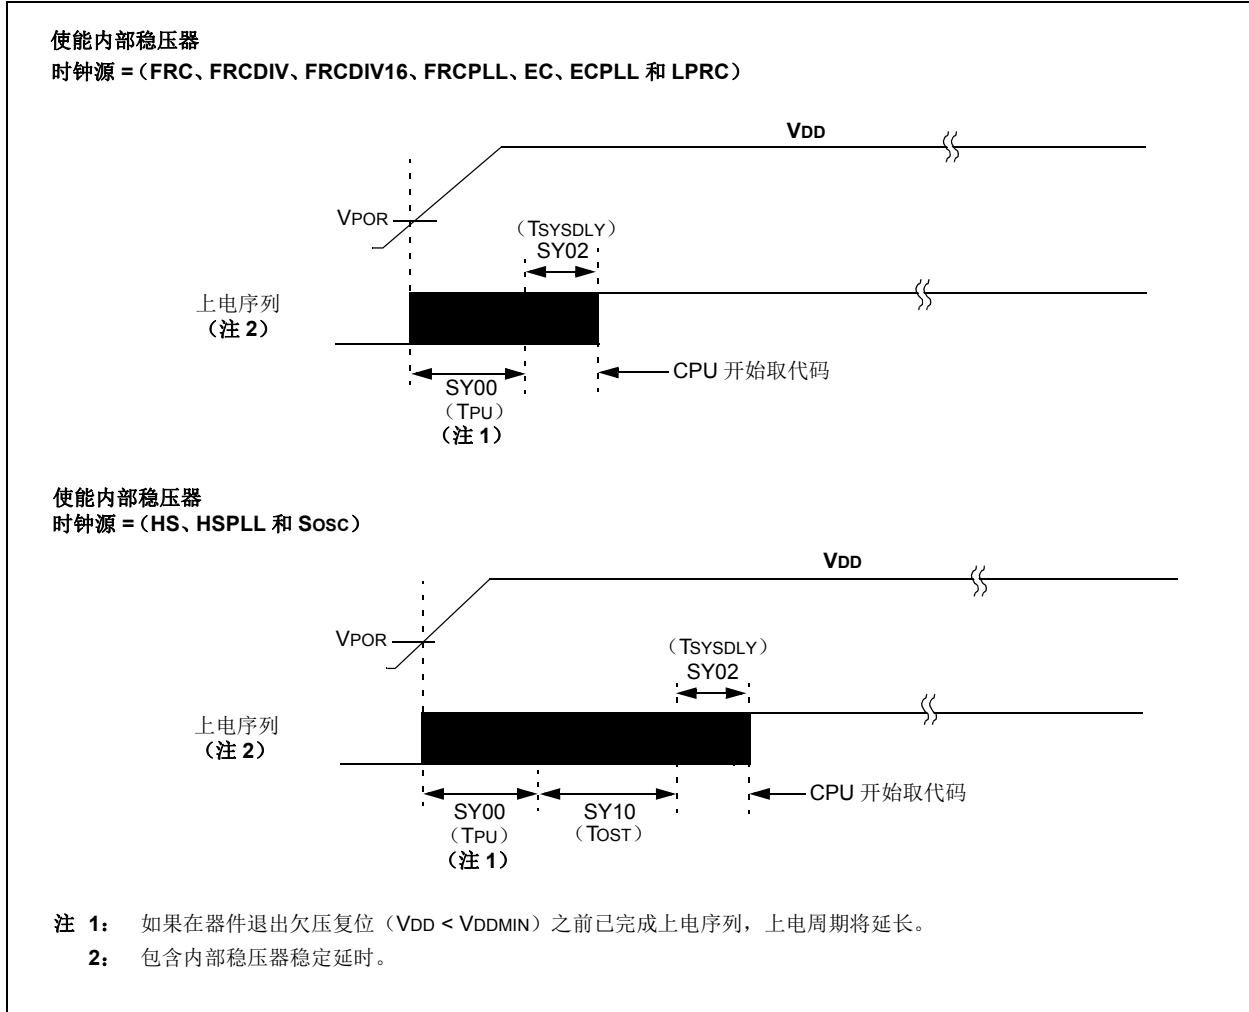 使能内部稳压器
时钟源 =（FRC、FRCDIV、FRCDIV16、FRCPLL、EC、ECPLL 和 LPRC）
VDD
VPOR
（TSYSDLY）
SY02
上电序列
（注 2）
CPU 开始取代码
SY00
（TPU）
（注 1）
使能内部稳压器
时钟源 =（HS、HSPLL 和 SOSC）
VDD
VPOR
（TSYSDLY）
SY02
上电序列
（注 2）
CPU 开始取代码
SY00
（TPU）
（注 1）
SY10
（TOST）
注 1： 如果在器件退出欠压复位（VDD < VDDMIN）之前已完成上电序列，上电周期将延长。
2： 包含内部稳压器稳定延时。